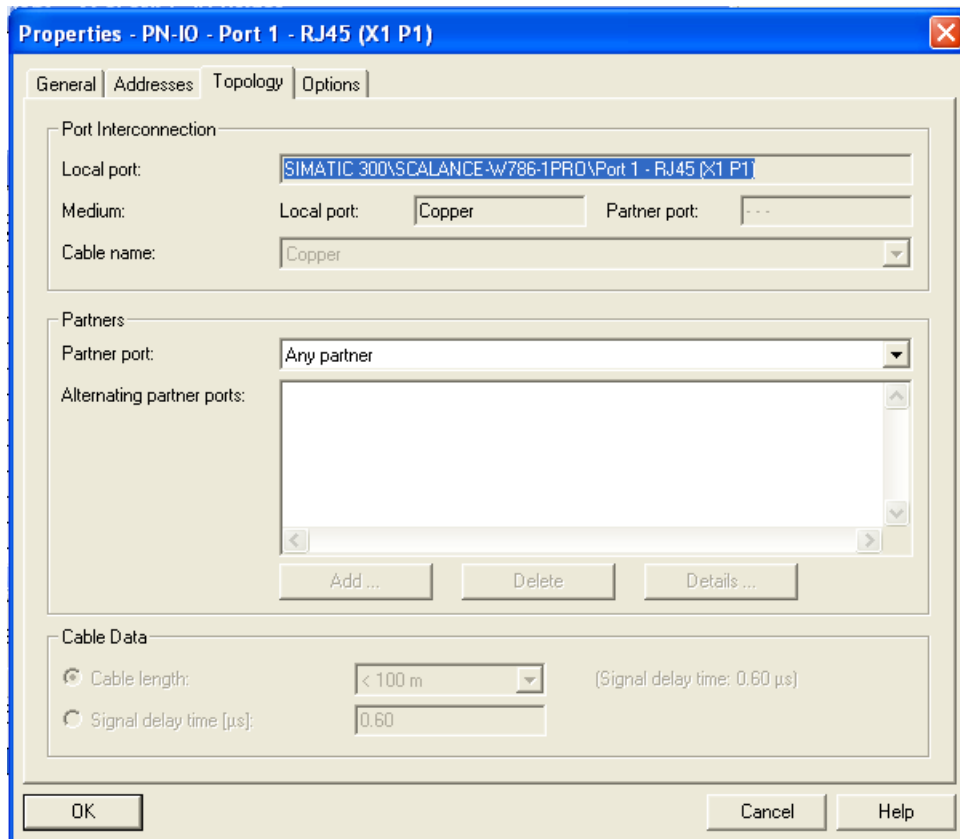 Properties - PN-IO - Port 1 - RJ45 (X1 P1)
General Addresses Topology Options
Port Interconnection
Local port: SIMATIC 300\SCALANCE-W786-1PRO\Port 1 - RJ45 (X1 P1)
Medium: Local port: Copper Partner port: - - -
Cable name: Copper
Partners
Partner port: Any partner
Alternating partner ports:
Add ... Delete Details ...
Cable Data
Cable length: < 100 m (Signal delay time: 0.60 µs)
Signal delay time [µs]: 0.60
OK Cancel Help